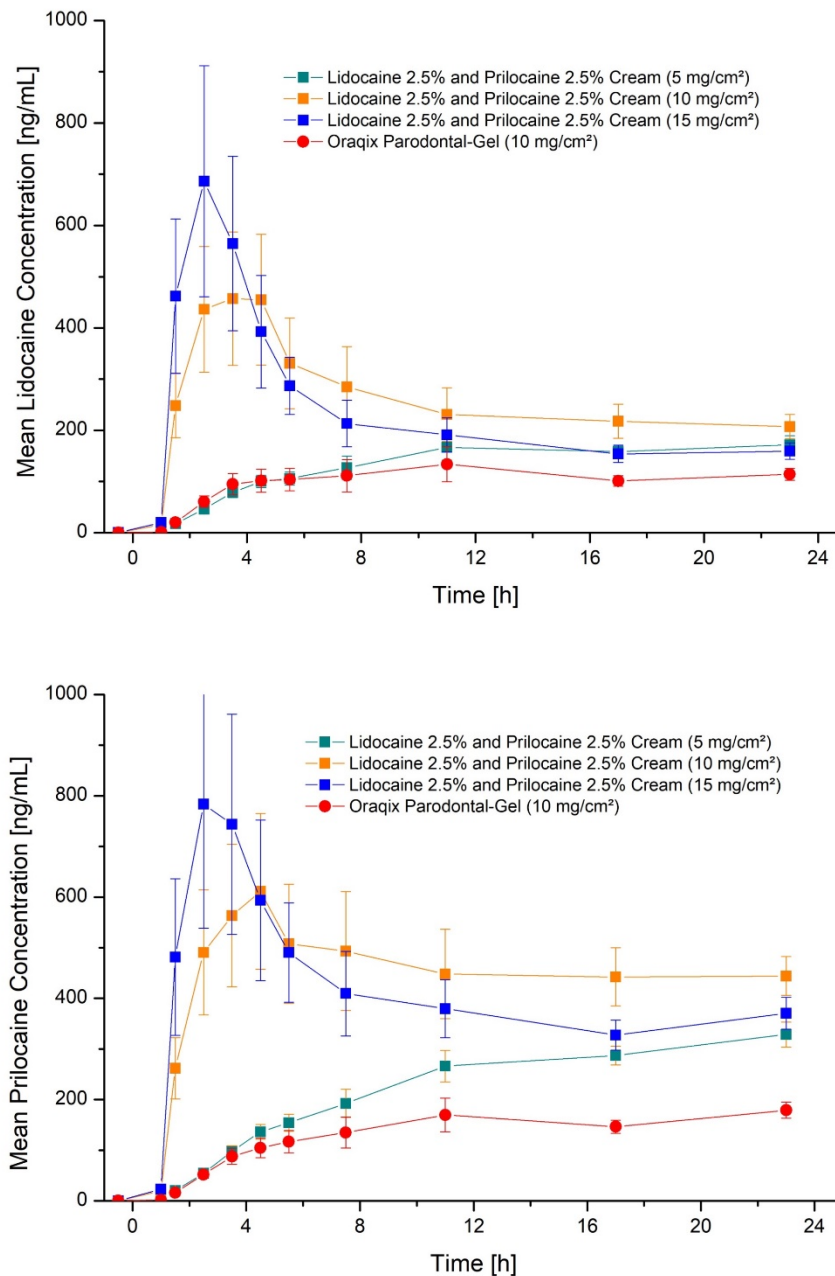 1000
800
600
400
200
0
Mean Lidocaine Concentration [ng/mL]
Lidocaine 2.5% and Prilocaine 2.5% Cream (5 mg/cm²)
Lidocaine 2.5% and Prilocaine 2.5% Cream (10 mg/cm²)
Lidocaine 2.5% and Prilocaine 2.5% Cream (15 mg/cm²)
Oraqix Parodontal-Gel (10 mg/cm²)
0 4 8 12 16 20 24
Time [h]
1000
800
600
400
200
0
Mean Prilocaine Concentration [ng/mL]
Lidocaine 2.5% and Prilocaine 2.5% Cream (5 mg/cm²)
Lidocaine 2.5% and Prilocaine 2.5% Cream (10 mg/cm²)
Lidocaine 2.5% and Prilocaine 2.5% Cream (15 mg/cm²)
Oraqix Parodontal-Gel (10 mg/cm²)
0 4 8 12 16 20 24
Time [h]